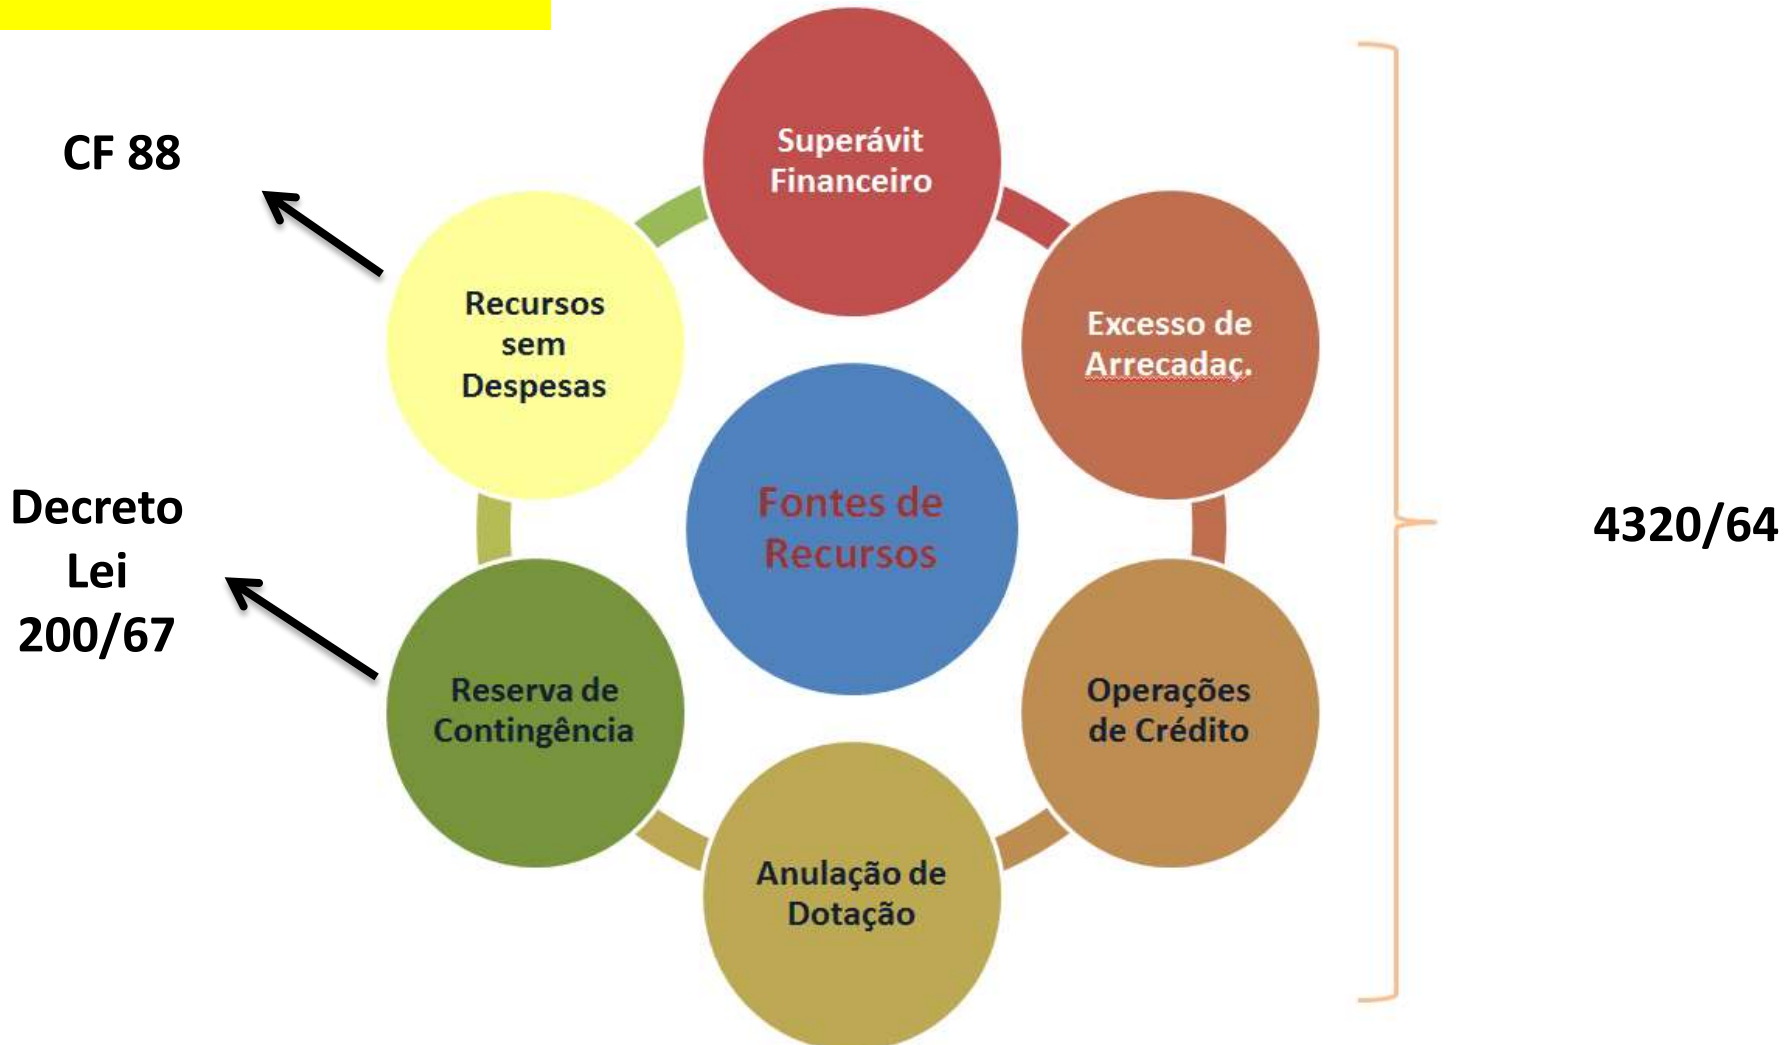 CF 88
Superávit
Financeiro
Recursos
sem
Despesas
Excesso de
Arrecadaç.
Fontes de
Recursos
Decreto
Lei
200/67
4320/64
Reserva de
Contingência
Operações
de Crédito
Anulação de
Dotação